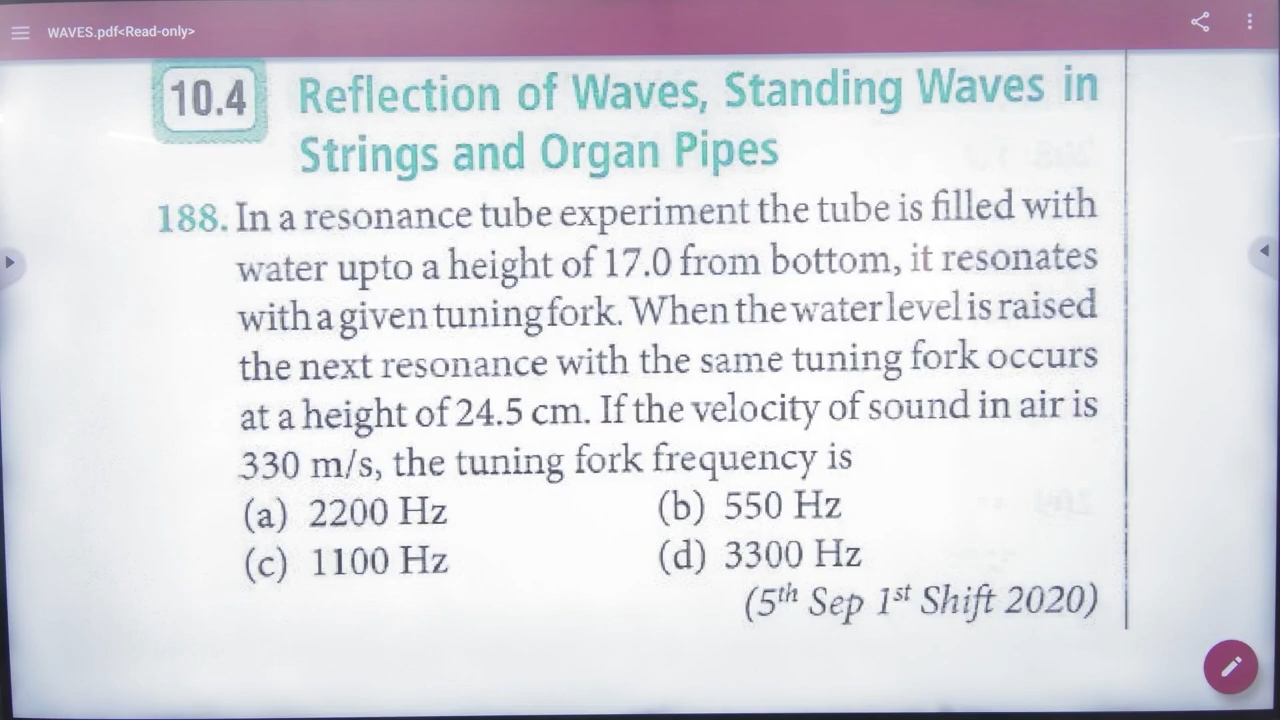 WAVES.pdf<Read-only>
10.4 Reflection of Waves, Standing Waves in
Strings and Organ Pipes
188. In a resonance tube experiment the tube is filled with
water upto a height of 17.0 from bottom, it resonates
with a given tuning fork. When the water level is raised
the next resonance with the same tuning fork occurs
at a height of 24.5 cm. If the velocity of sound in air is
330 m/s, the tuning fork frequency is
(a) 2200 Hz (b) 550 Hz
(c) 1100 Hz (d) 3300 Hz
(5th Sep 1st Shift 2020)